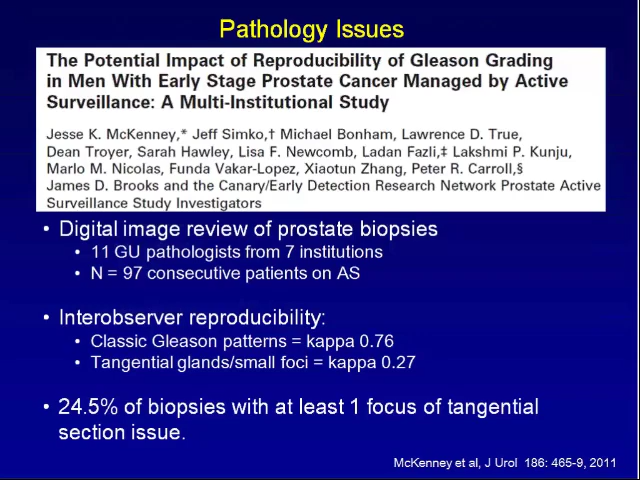 Pathology Issues
The Potential Impact of Reproducibility of Gleason Grading
in Men With Early Stage Prostate Cancer Managed by Active
Surveillance: A Multi-Institutional Study
Jesse K. McKenney,* Jeff Simko,† Michael Bonham, Lawrence D. True,
Dean Troyer, Sarah Hawley, Lisa F. Newcomb, Ladan Fazli,‡ Lakshmi P. Kunju,
Marlo M. Nicolas, Funda Vakar-Lopez, Xiaotun Zhang, Peter R. Carroll,§
James D. Brooks and the Canary/Early Detection Research Network Prostate Active
Surveillance Study Investigators
• Digital image review of prostate biopsies
• 11 GU pathologists from 7 institutions
• N = 97 consecutive patients on AS
• Interobserver reproducibility:
• Classic Gleason patterns = kappa 0.76
• Tangential glands/small foci = kappa 0.27
• 24.5% of biopsies with at least 1 focus of tangential
section issue.
McKenney et al, J Urol 186: 465-9, 2011